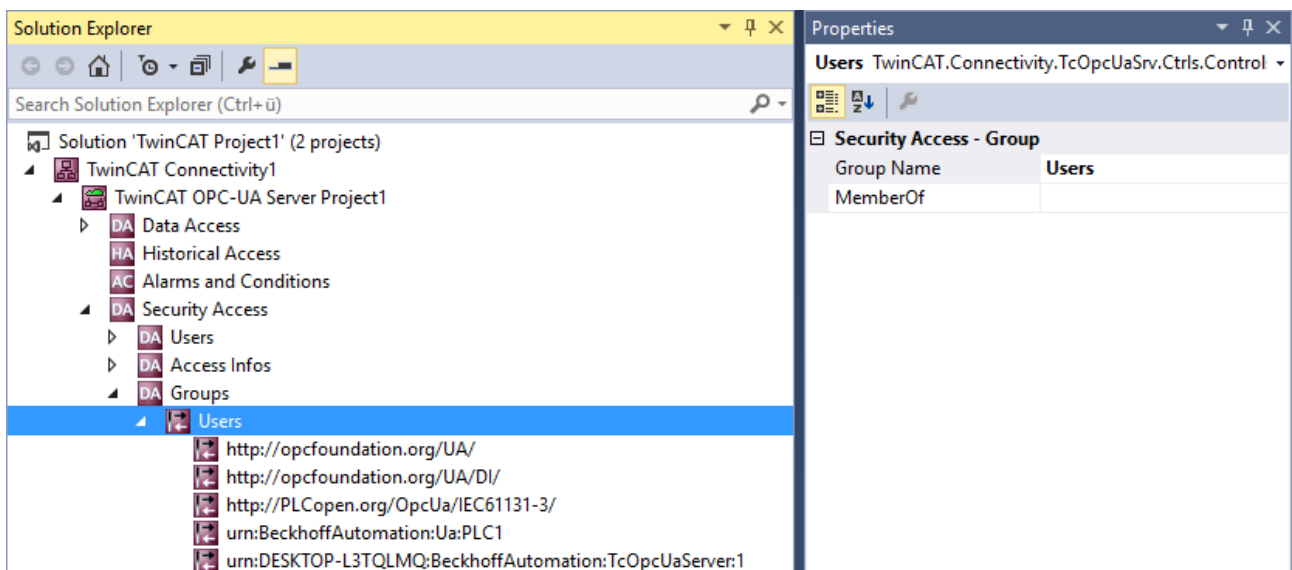 Solution Explorer
Search Solution Explorer (Ctrl+ü)
Solution 'TwinCAT Project1' (2 projects)
TwinCAT Connectivity1
TwinCAT OPC-UA Server Project1
DA Data Access
HA Historical Access
AC Alarms and Conditions
DA Security Access
DA Users
DA Access Infos
DA Groups
Users
http://opcfoundation.org/UA/
http://opcfoundation.org/UA/DI/
http://PLCopen.org/OpcUa/IEC61131-3/
urn:BeckhoffAutomation:Ua:PLC1
urn:DESKTOP-L3TQLMQ:BeckhoffAutomation:TcOpcUaServer:1
Properties
Users TwinCAT.Connectivity.TcOpcUaSrv.Ctrls.Control
Security Access - Group
Group Name Users
MemberOf